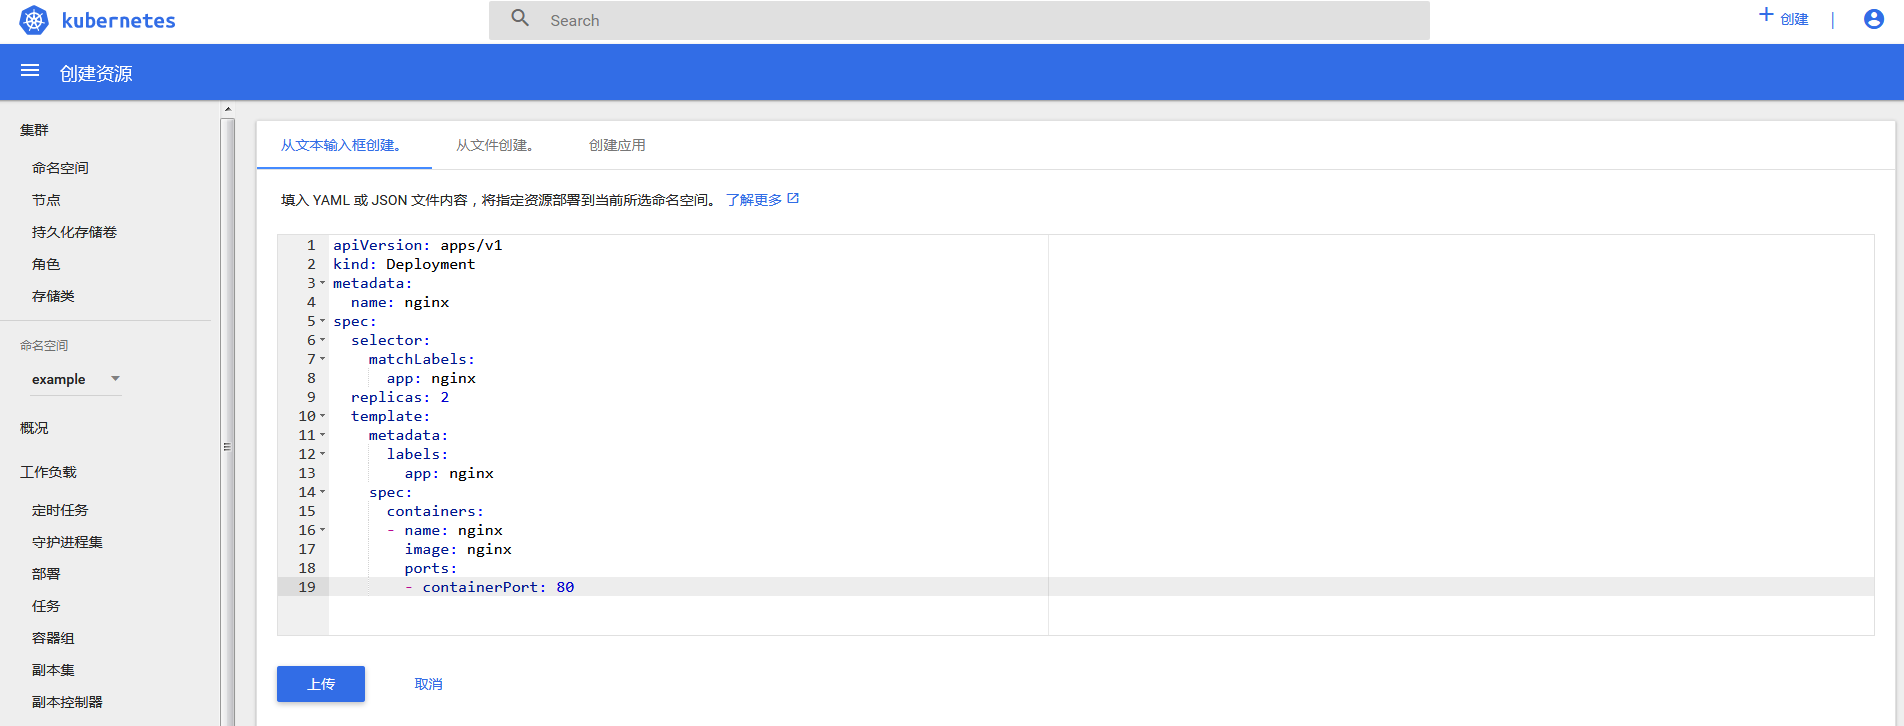 kubernetes
Search
创建
创建资源
集群
命名空间
节点
持久化存储卷
角色
存储类
命名空间
example
概况
工作负载
定时任务
守护进程集
部署
任务
容器组
副本集
副本控制器
从文本输入框创建。
从文件创建。
创建应用
填入 YAML 或 JSON 文件内容，将指定资源部署到当前所选命名空间。 了解更多
1 apiVersion: apps/v1
2 kind: Deployment
3 metadata:
4   name: nginx
5 spec:
6   selector:
7     matchLabels:
8       app: nginx
9   replicas: 2
10   template:
11     metadata:
12       labels:
13         app: nginx
14     spec:
15       containers:
16       - name: nginx
17         image: nginx
18         ports:
19         - containerPort: 80
上传
取消